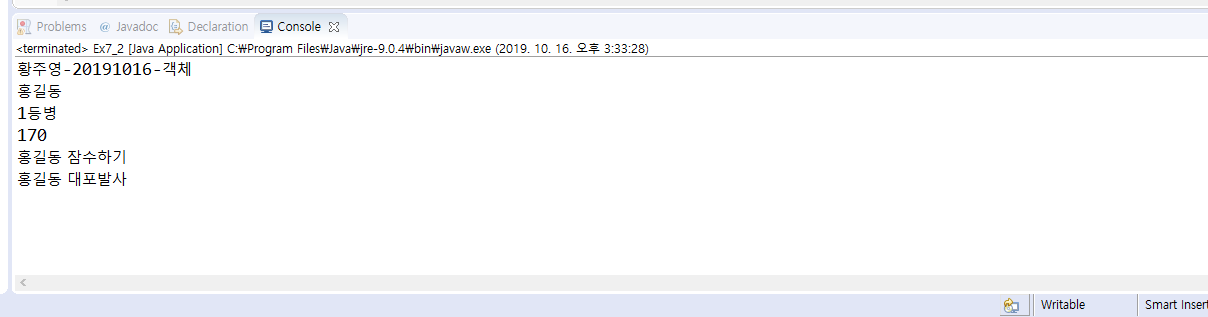 Problems @ Javadoc Declaration Console
<terminated> Ex7_2 [Java Application] C:₩Program Files₩Java₩jre-9.0.4₩bin₩javaw.exe (2019. 10. 16. 오후 3:33:28)
황주영-20191016-객체
홍길동
1등병
170
홍길동 잠수하기
홍길동 대포발사
Writable Smart Insert